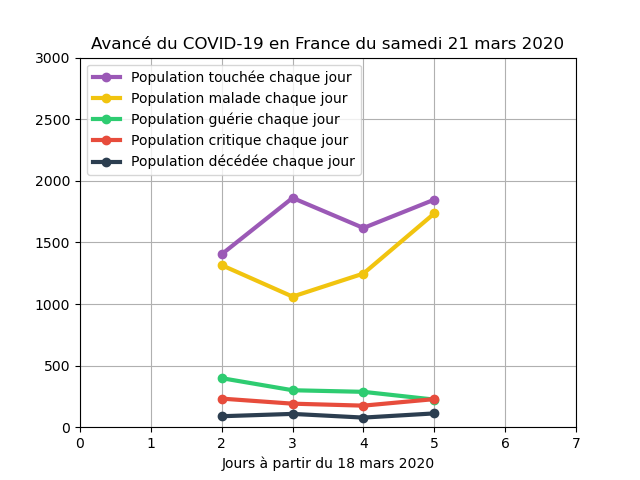 Avancé du COVID-19 en France du samedi 21 mars 2020
3000
2500
2000
1500
1000
500
0
Population touchée chaque jour
Population malade chaque jour
Population guérie chaque jour
Population critique chaque jour
Population décédée chaque jour
0 1 2 3 4 5 6 7
Jours à partir du 18 mars 2020